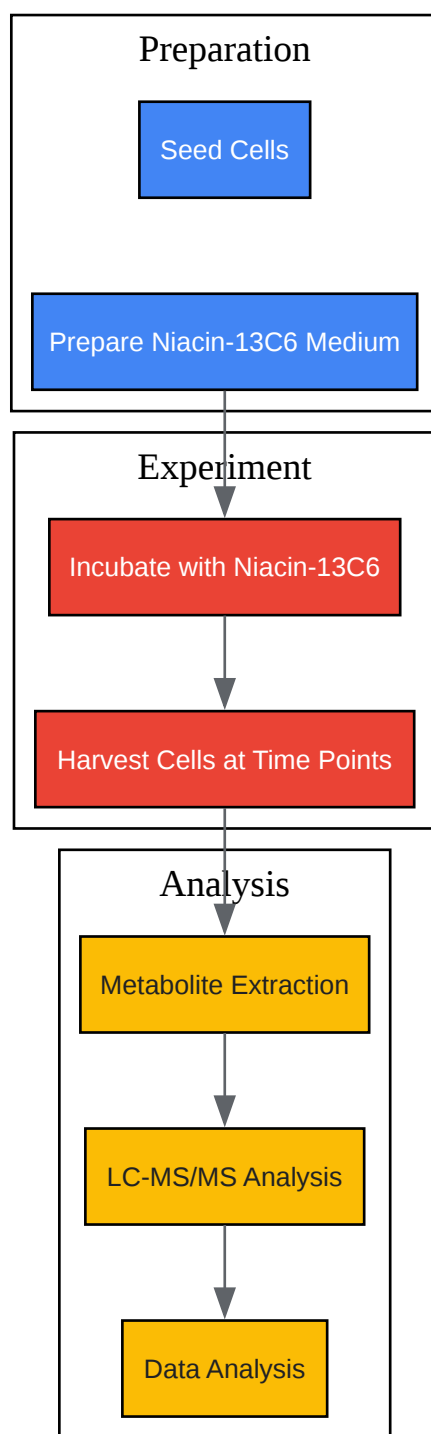 Preparation
Seed Cells
Prepare Niacin-13C6 Medium
Experiment
Incubate with Niacin-13C6
Harvest Cells at Time Points
Analysis
Metabolite Extraction
LC-MS/MS Analysis
Data Analysis